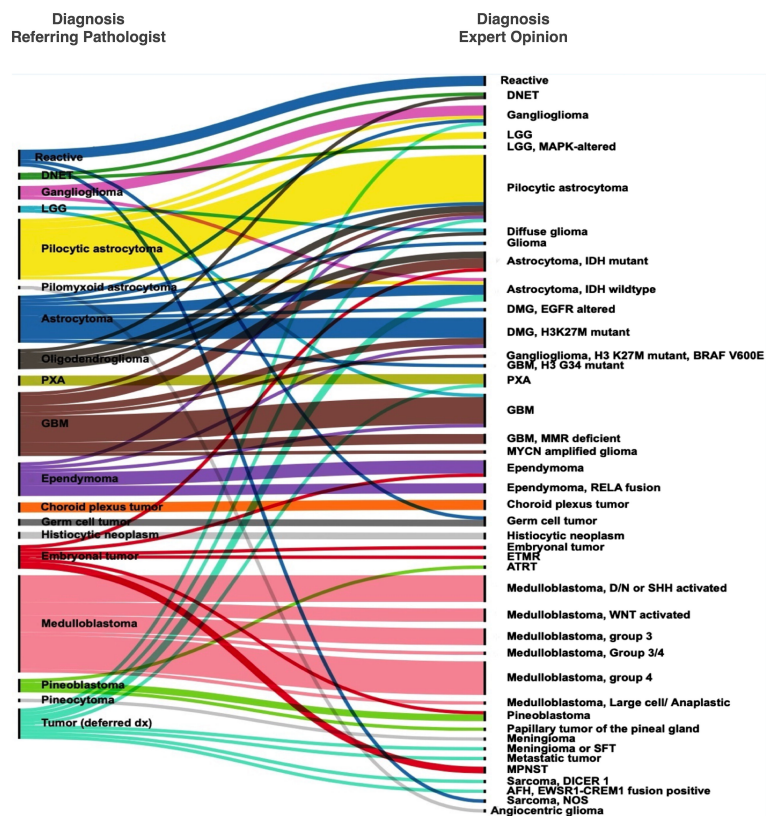 Diagnosis
Referring Pathologist
Diagnosis
Expert Opinion
Reactive
DNET
Ganglioglioma
LGG
Pilocytic astrocytoma
Pilomyxoid astrocytoma
Astrocytoma
Oligodendroglioma
PXA
GBM
Ependymoma
Choroid plexus tumor
Germ cell tumor
Histiocytic neoplasm
Embryonal tumor
Medulloblastoma
Pineoblastoma
Pineocytoma
Tumor (deferred dx)
Reactive
DNET
Ganglioglioma
LGG
LGG, MAPK-altered
Pilocytic astrocytoma
Diffuse glioma
Glioma
Astrocytoma, IDH mutant
Astrocytoma, IDH wildtype
DMG, EGFR altered
DMG, H3K27M mutant
Ganglioglioma, H3 K27M mutant, BRAF V600E
GBM, H3 G34 mutant
PXA
GBM
GBM, MMR deficient
MYCN amplified glioma
Ependymoma
Ependymoma, RELA fusion
Choroid plexus tumor
Germ cell tumor
Histiocytic neoplasm
Embryonal tumor
ETMR
ATRT
Medulloblastoma, D/N or SHH activated
Medulloblastoma, WNT activated
Medulloblastoma, group 3
Medulloblastoma, Group 3/4
Medulloblastoma, group 4
Medulloblastoma, Large cell/ Anaplastic
Pineoblastoma
Papillary tumor of the pineal gland
Meningioma
Meningioma or SFT
Metastatic tumor
MPNST
Sarcoma, DICER 1
AFH, EWSR1-CREM1 fusion positive
Sarcoma, NOS
Angiocentric glioma